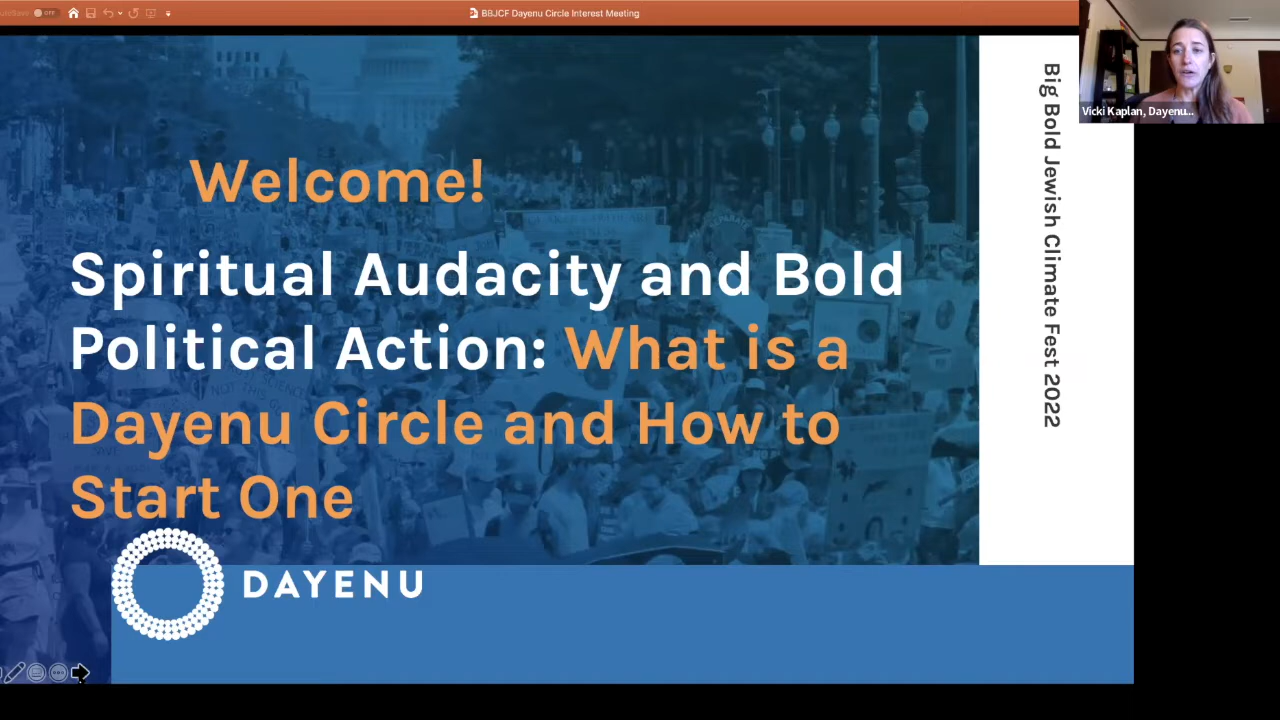 OFF
BBJCF Dayenu Circle Interest Meeting
Welcome!
Spiritual Audacity and Bold
Political Action: What is a
Dayenu Circle and How to
Start One
DAYENU
Big Bold Jewish Climate Fest 2022
Vicki Kaplan, Dayenu...